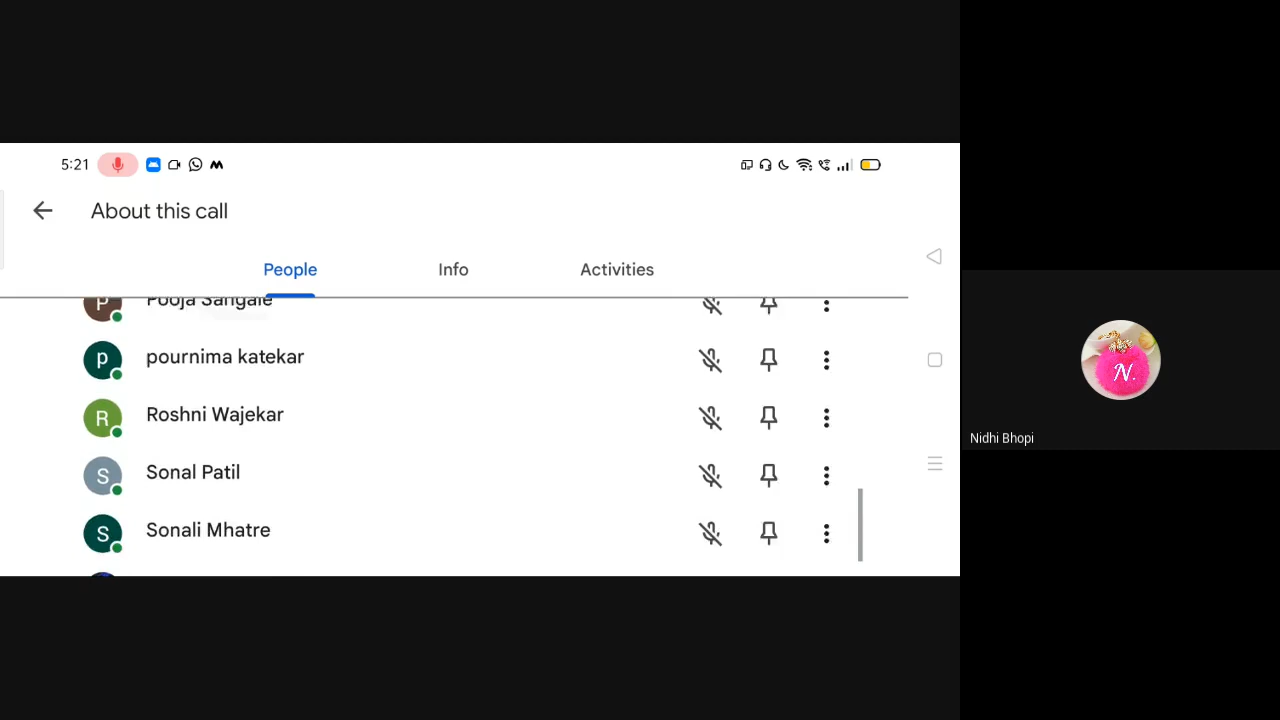 5:21
About this call
People Info Activities
P Pooja Sangale
p pournima katekar
R Roshni Wajekar
S Sonal Patil
S Sonali Mhatre
N.
Nidhi Bhopi